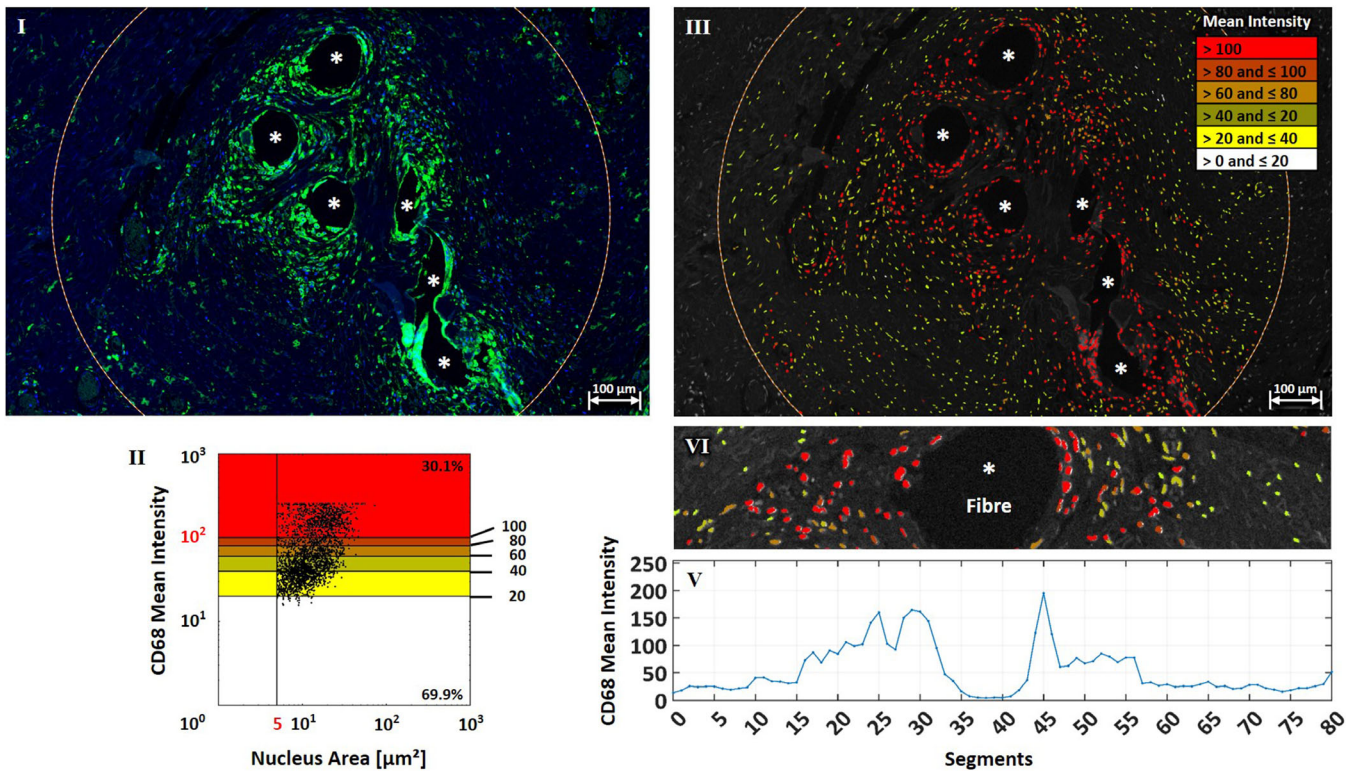 I
*
*
*
*
*
*
100 μm
III
Mean Intensity
> 100
> 80 and ≤ 100
> 60 and ≤ 80
> 40 and ≤ 20
> 20 and ≤ 40
> 0 and ≤ 20
*
*
*
*
*
*
100 μm
II
CD68 Mean Intensity
10³
10²
10¹
10⁰
5
10¹
10²
10³
30.1%
69.9%
100
80
60
40
20
Nucleus Area [μm²]
VI
*
Fibre
V
CD68 Mean Intensity
250
200
150
100
50
0
0 5 10 15 20 25 30 35 40 45 50 55 60 65 70 75 80
Segments